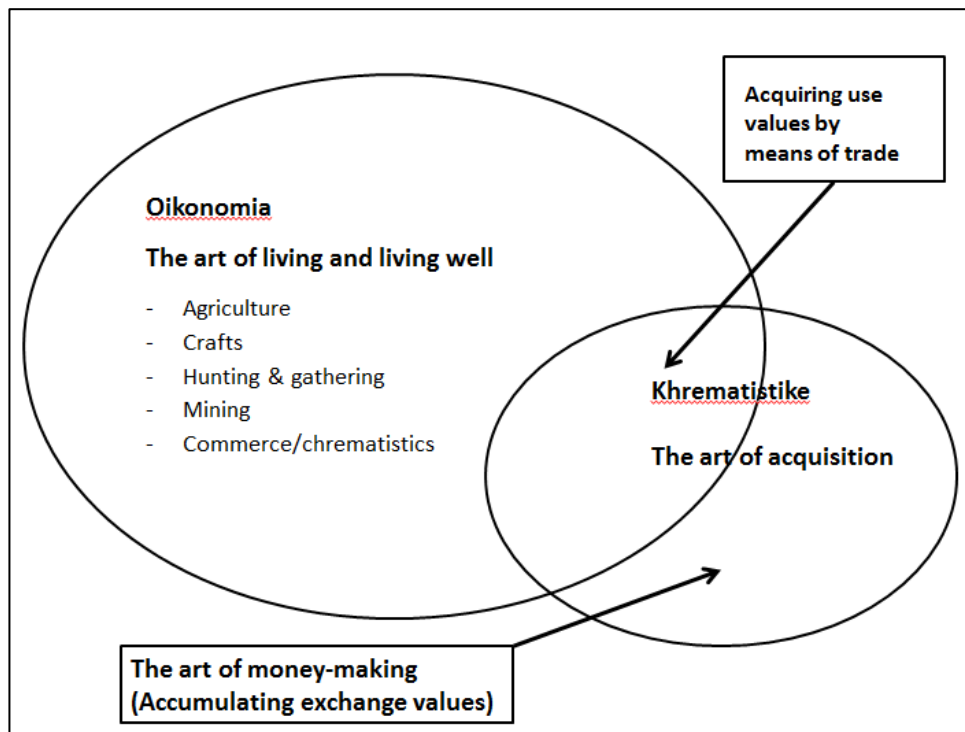 Acquiring use
values by
means of trade
Oikonomia
The art of living and living well
- Agriculture
- Crafts
- Hunting & gathering
- Mining
- Commerce/chrematistics
Khrematistike
The art of acquisition
The art of money-making
(Accumulating exchange values)